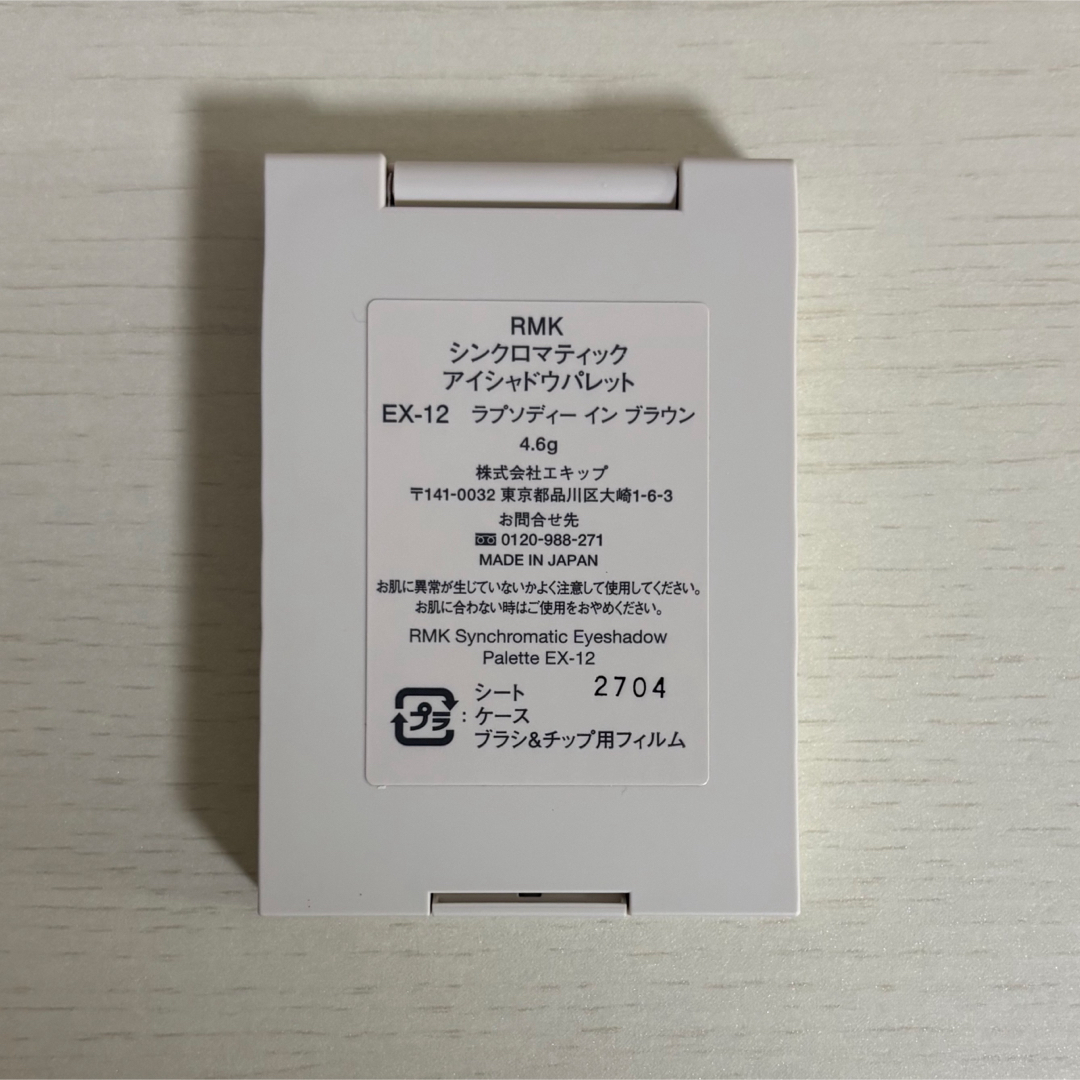 RMK
シンクロマティック
アイシャドウパレット
EX-12 ラプソディー イン ブラウン
4.6g
株式会社エキップ
〒141-0032 東京都品川区大崎1-6-3
お問合せ先
0120-988-271
MADE IN JAPAN
お肌に異常が生じていないかよく注意して使用してください。
お肌に合わない時はご使用をおやめください。
RMK Synchromatic Eyeshadow
Palette EX-12
シート 2704
プラ : ケース
ブラシ&チップ用フィルム